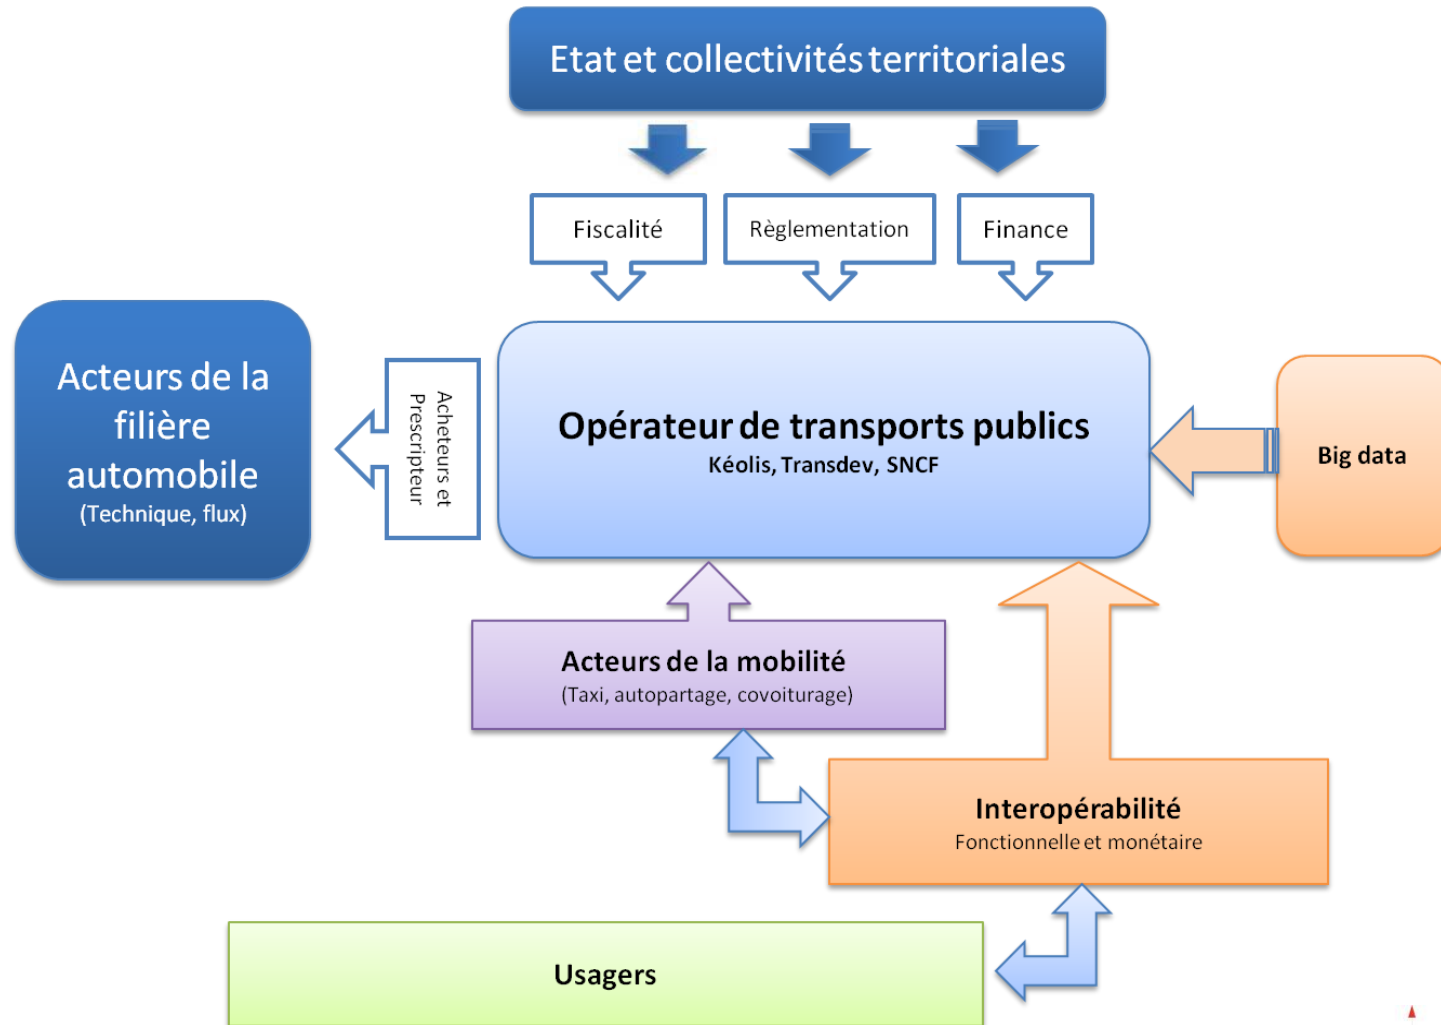 Etat et collectivités territoriales
Fiscalité
Règlementation
Finance
Acteurs de la
filière
automobile
(Technique, flux)
Acheteurs et
Prescripteur
Opérateur de transports publics
Kéolis, Transdev, SNCF
Big data
Acteurs de la mobilité
(Taxi, autopartage, covoiturage)
Interopérabilité
Fonctionnelle et monétaire
Usagers